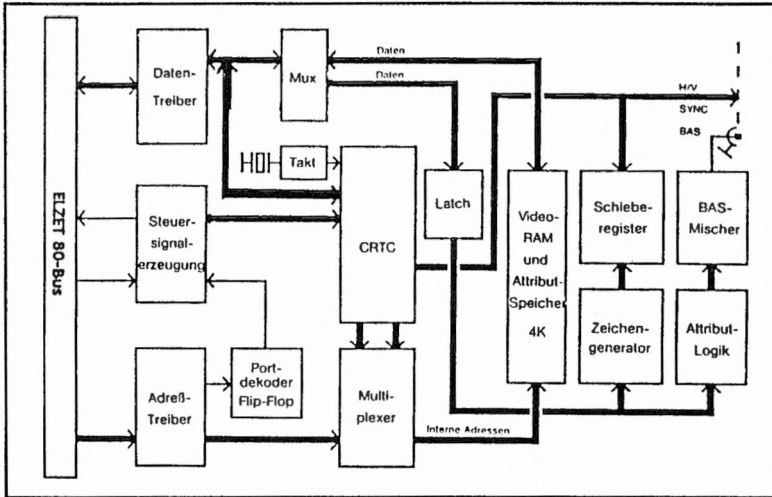 ELZET 80-Bus
Daten-
Treiber
Mux
Daten
Daten
H/V
SYNC
BAS
Takt
CRTC
Latch
Video-
RAM
und
Attribut-
Speicher
4K
Schiebe-
register
BAS-
Mischer
Steuer-
signal-
erzeugung
Zeichen-
generator
Attribut-
Logik
Port-
dekoder
Flip-Flop
Adreß-
Treiber
Multi-
plexer
Interne Adressen